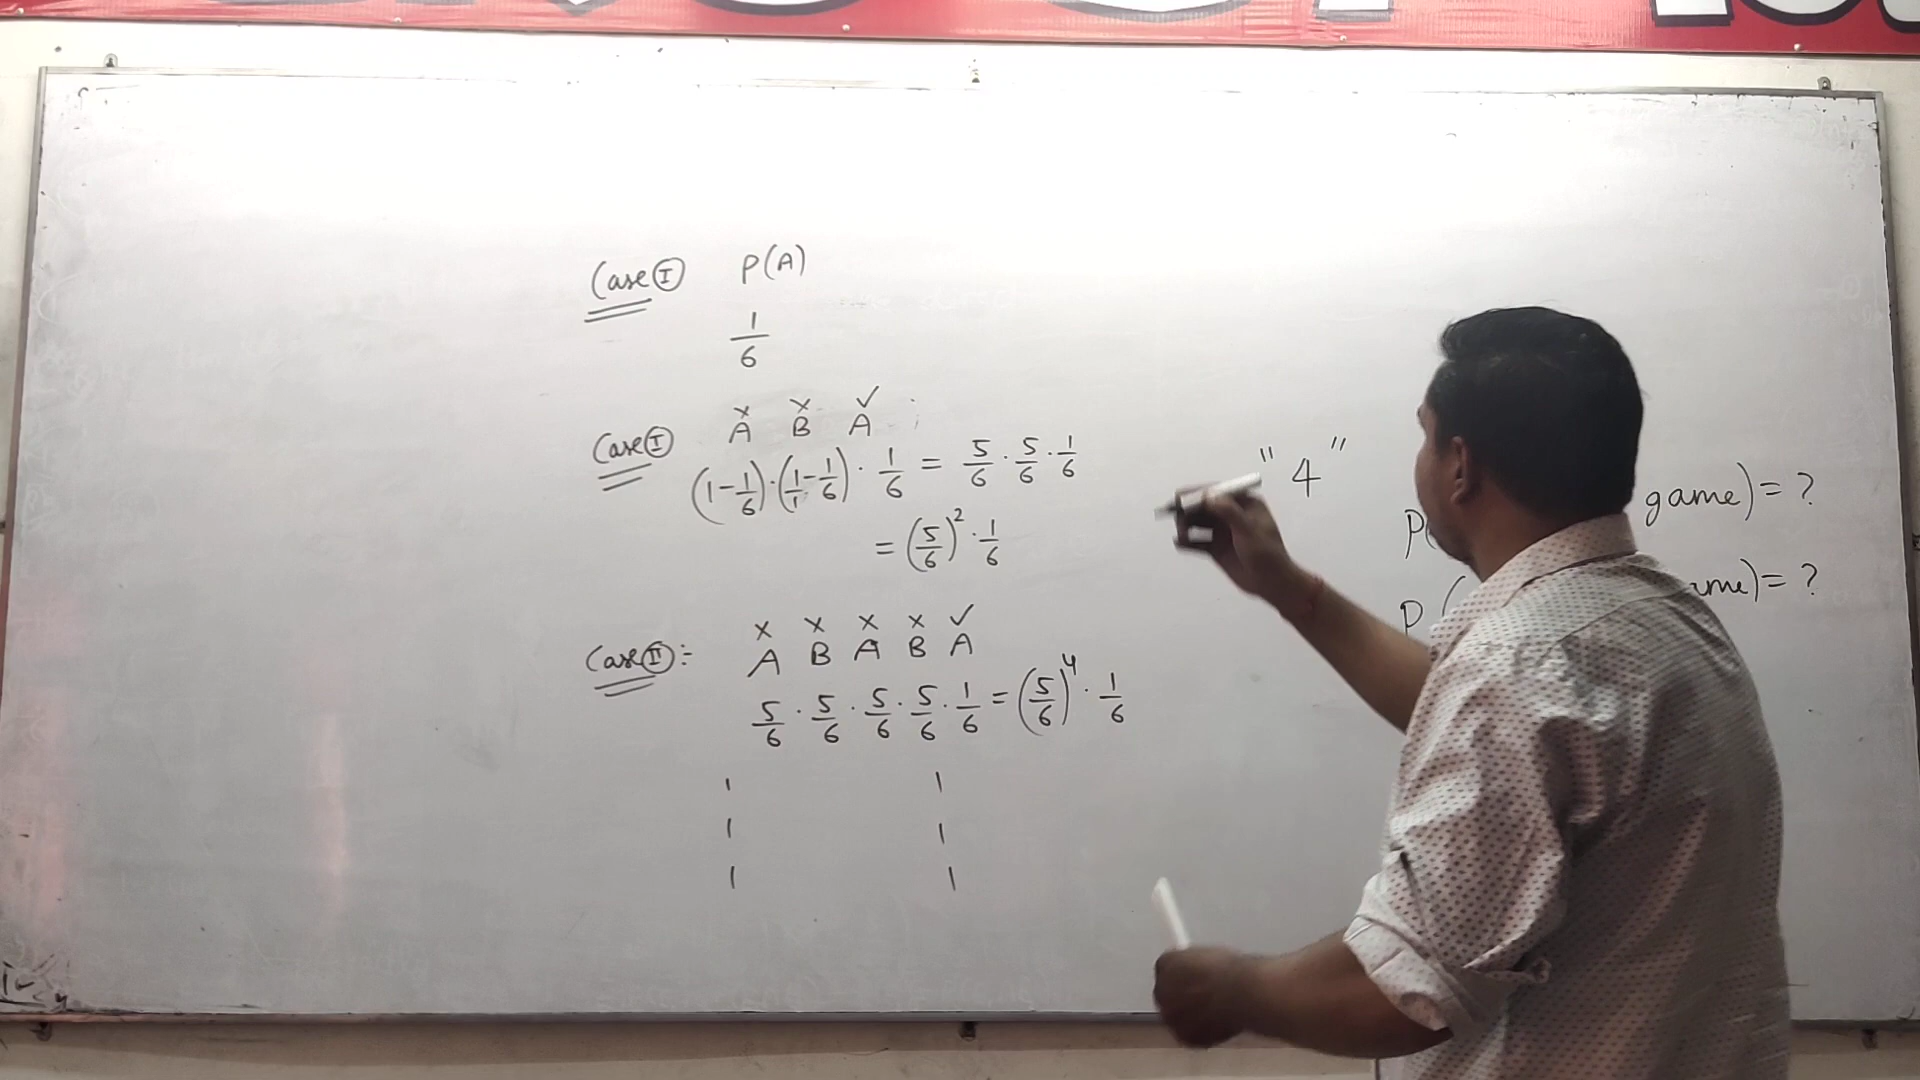 Case Ⓘ P(A)
1/6
× × ✓
Case Ⓘ A B A
(1-1/6)·(1/1-1/6)·1/6 = 5/6·5/6·1/6
= (5/6)²·1/6
× × × × ✓
Case Ⓘ︎Ⓘ:- A B A B A
5/6·5/6·5/6·5/6·1/6 = (5/6)⁴·1/6
"4"
P( game) = ?
P( ame) = ?